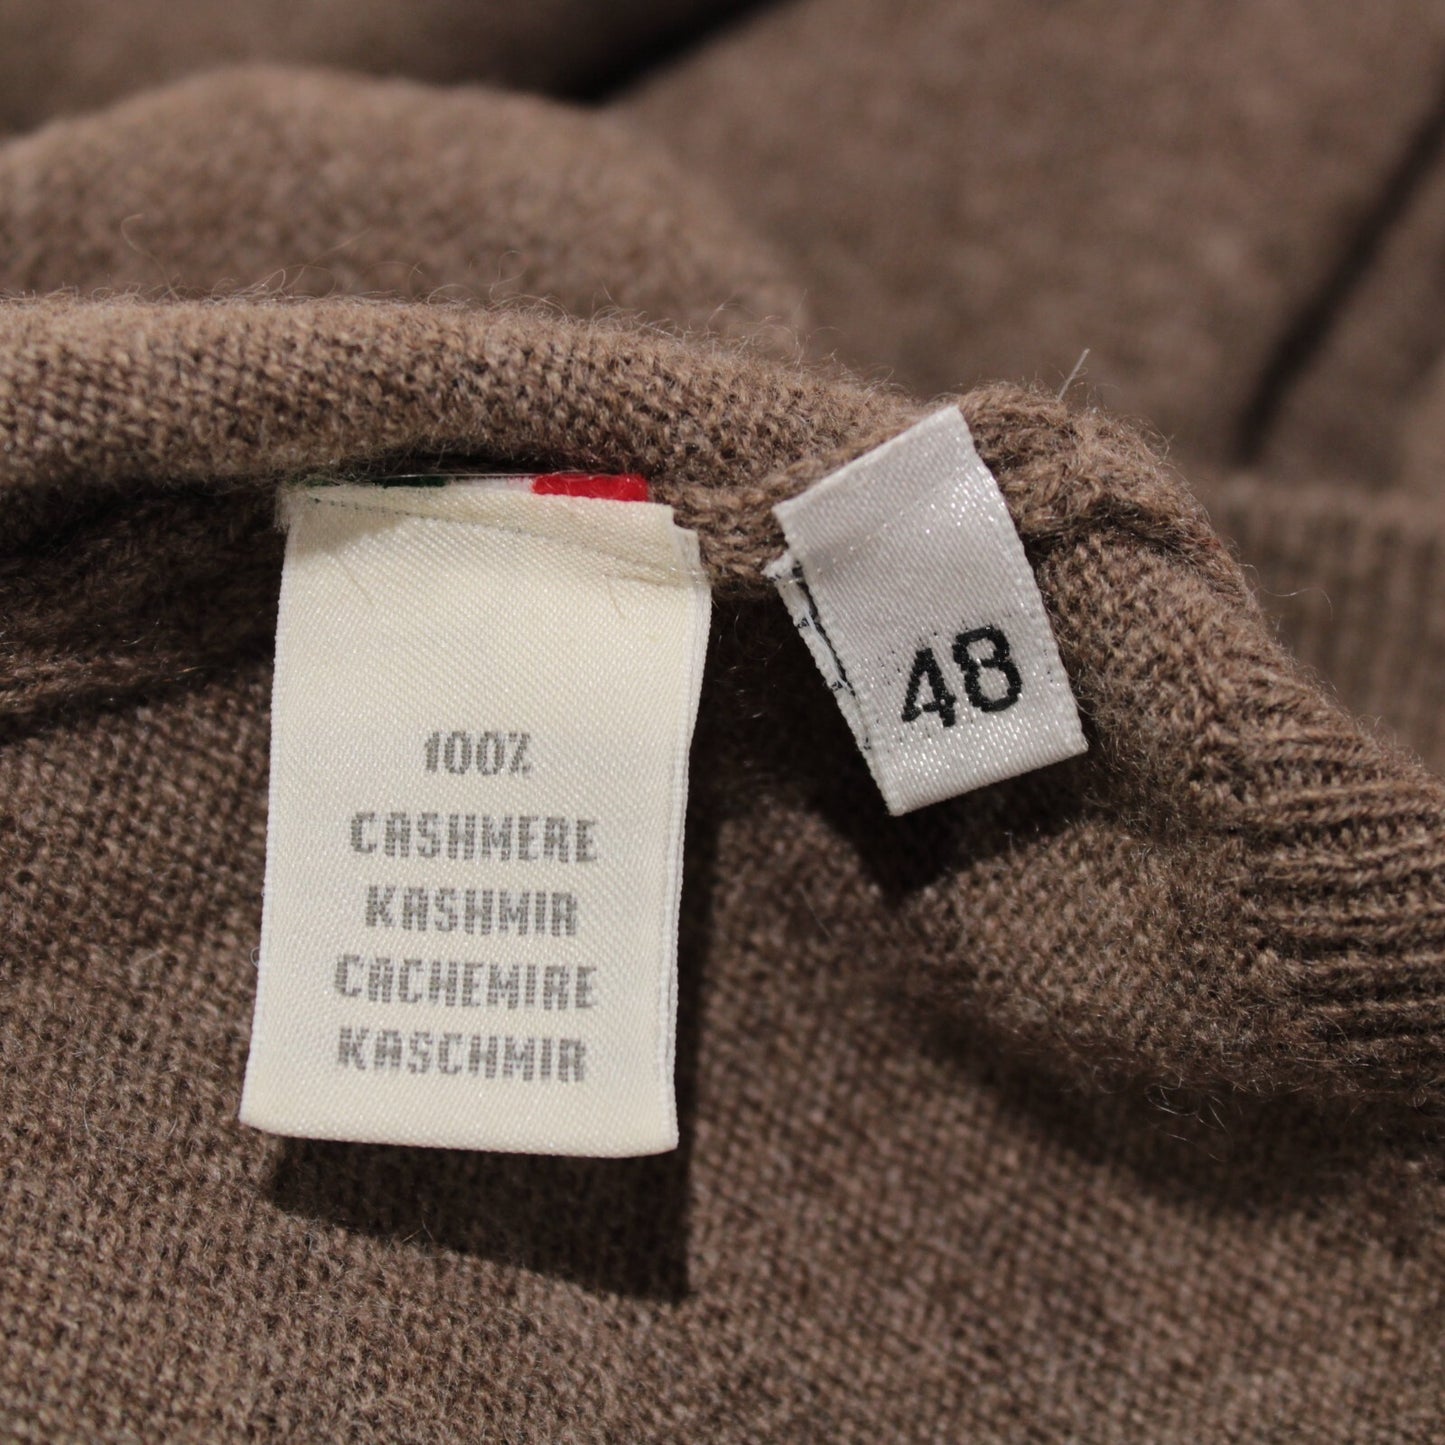 100%
CASHMERE
KASHMIR
CACHEMIRE
KASCHMIR
48